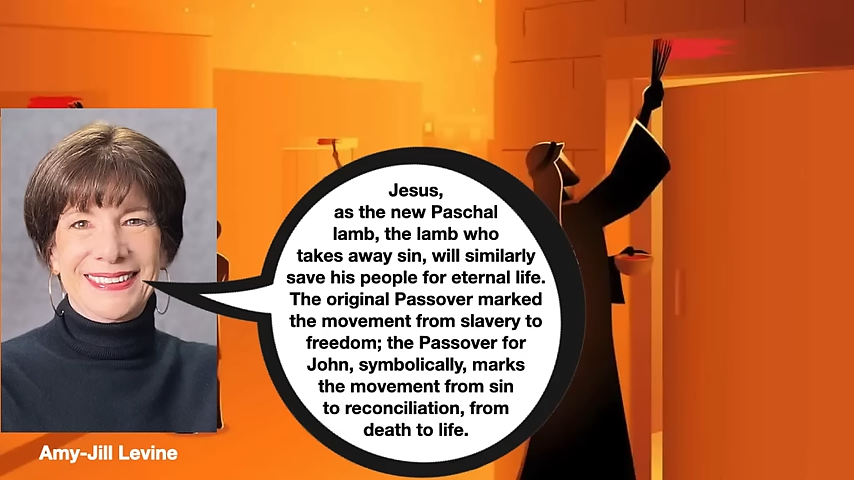 Jesus,
as the new Paschal
lamb, the lamb who
takes away sin, will similarly
save his people for eternal life.
The original Passover marked
the movement from slavery to
freedom; the Passover for
John, symbolically, marks
the movement from sin
to reconciliation, from
death to life.
Amy-Jill Levine